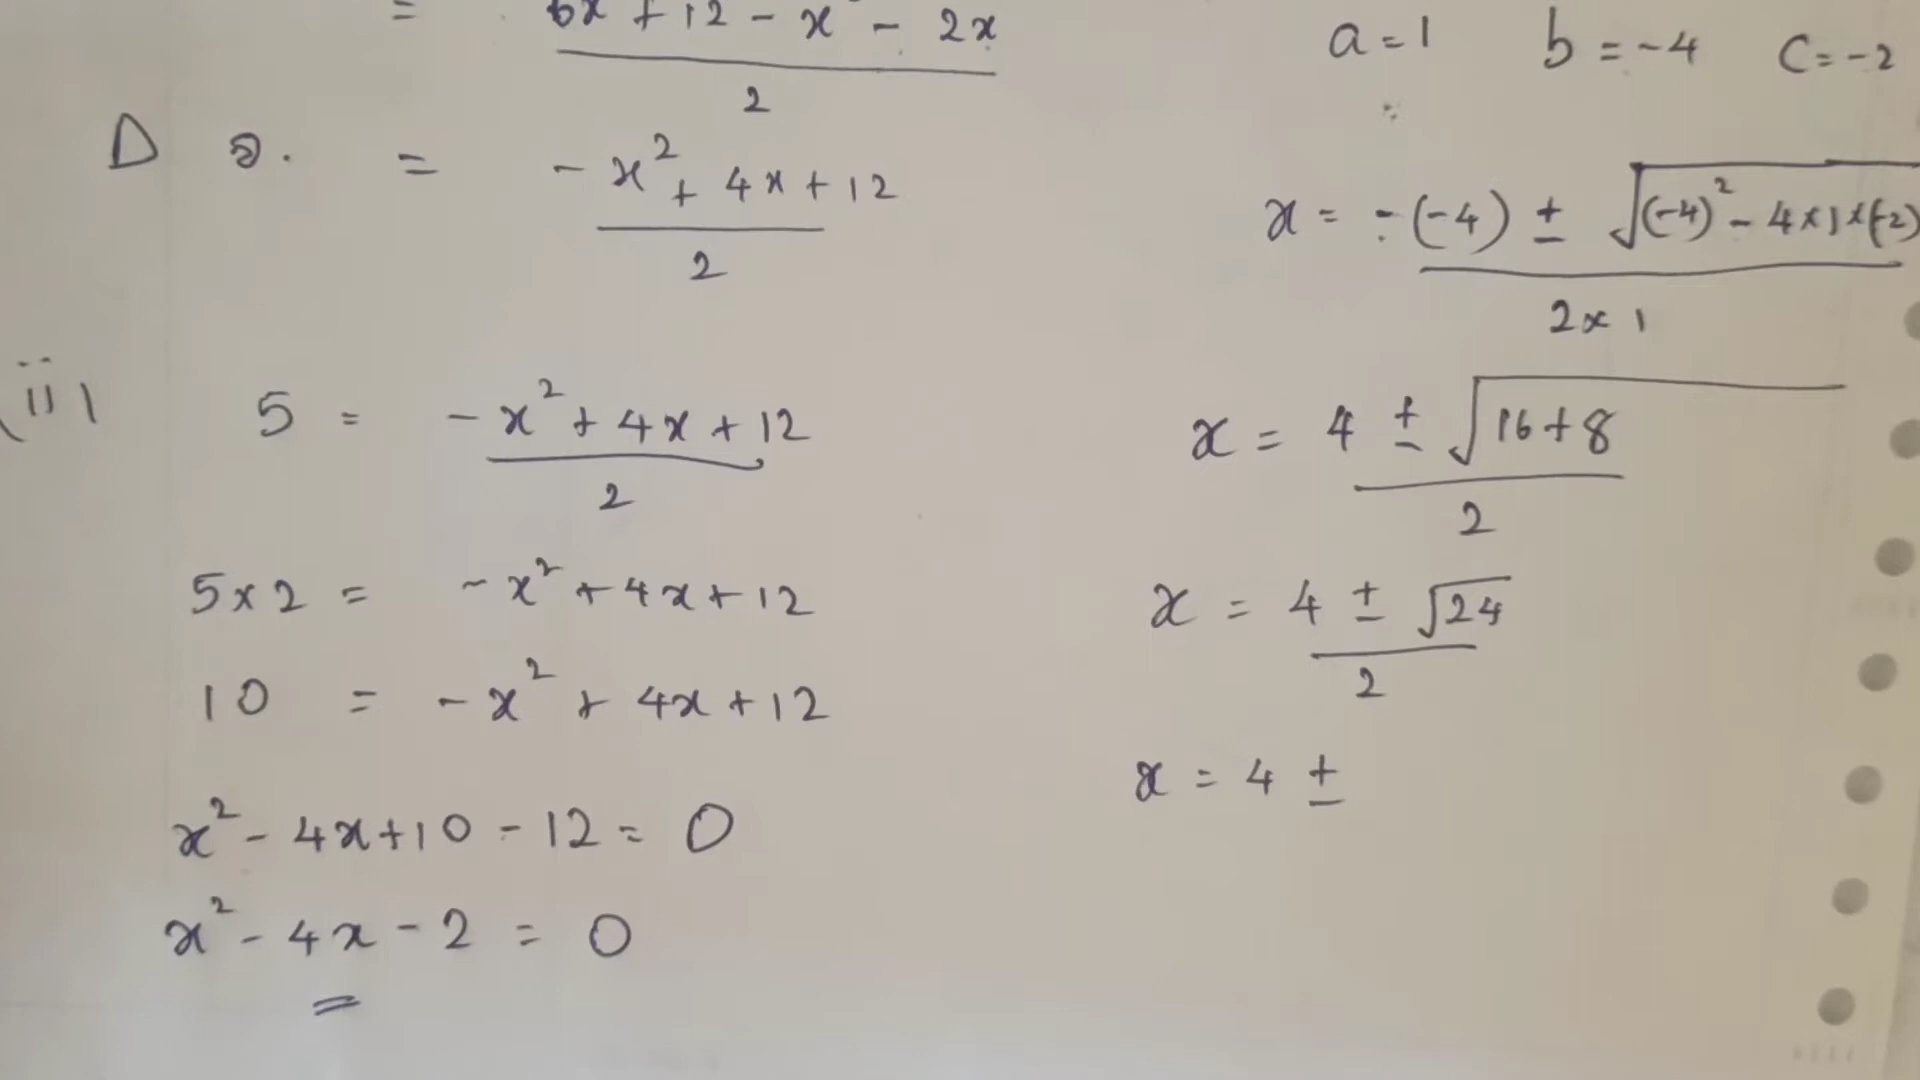 = 6x + 12 - x - 2x
2
Δ உ. = - x² + 4x + 12
2
(ii) 5 = - x² + 4x + 12
2
5 × 2 = - x² + 4x + 12
10 = - x² + 4x + 12
x² - 4x + 10 - 12 = 0
x² - 4x - 2 = 0
a = 1 b = -4 c = -2
x = - (-4) ± √(-4)² - 4 × 1 × (-2)
2 × 1
x = 4 ± √16 + 8
2
x = 4 ± √24
2
x = 4 ±